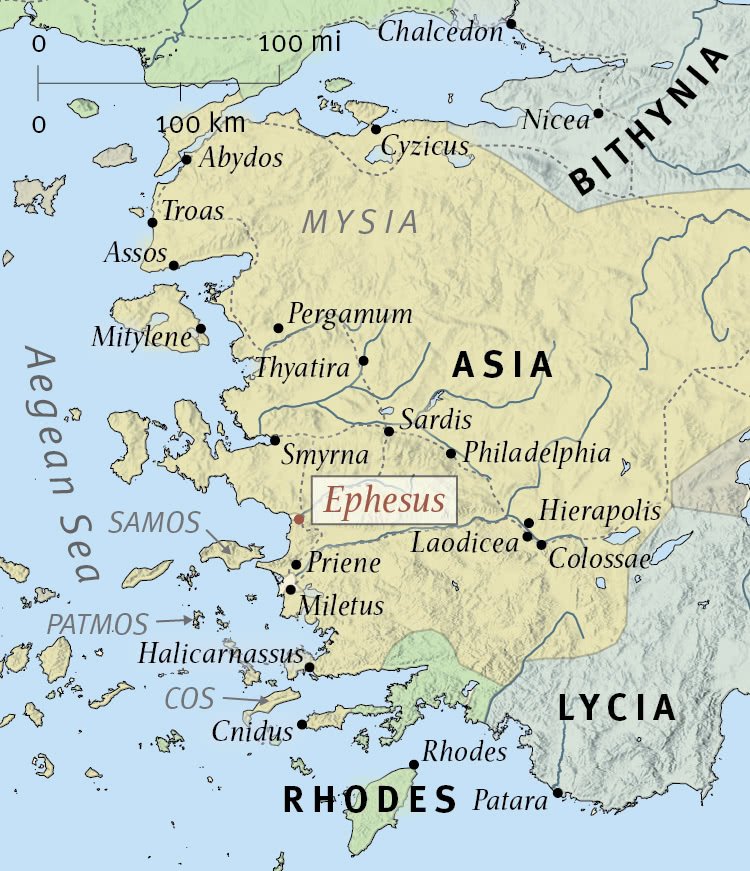 Chalcedon
0 100 mi
0 100 km
Nicea
BITHYNIA
Cyzicus
Abydos
Troas
MYSIA
Assos
Pergamum
Mitylene
Thyatira
ASIA
Aegean Sea
Sardis
Smyrna
Philadelphia
Ephesus
Hierapolis
SAMOS
Laodicea
Colossae
Priene
Miletus
PATMOS
Halicarnassus
COS
LYCIA
Cnidus
Rhodes
RHODES
Patara